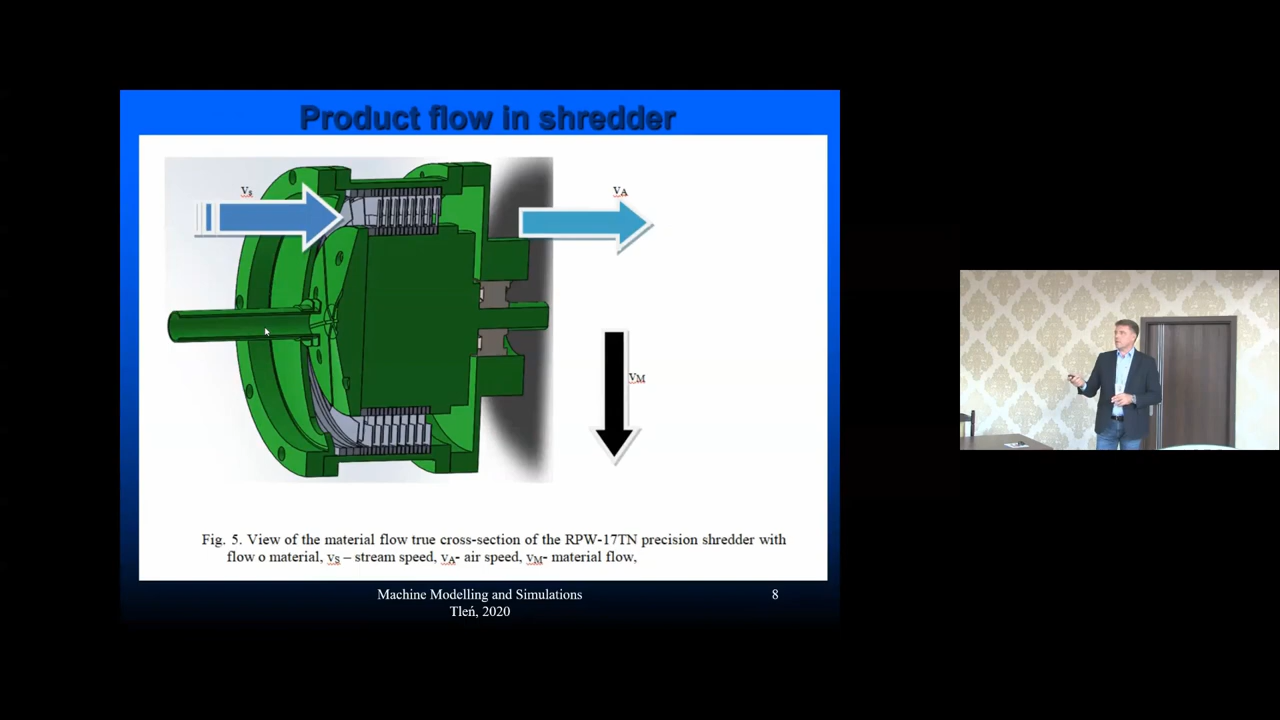 Product flow in shredder
vs
vA
vM
Fig. 5. View of the material flow true cross-section of the RPW-17TN precision shredder with
flow o material, vS – stream speed, vA- air speed, vM- material flow,
Machine Modelling and Simulations
8
Tleń, 2020